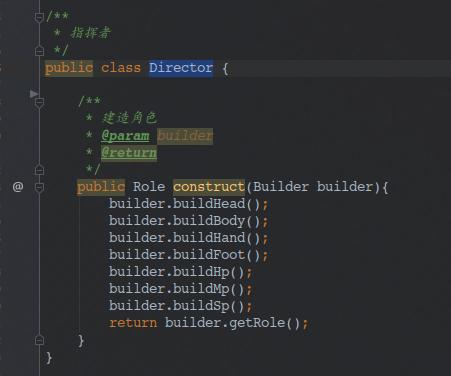 /**
 * 指挥者
 */
public class Director {
/**
 * 建造角色
 * @param builder
 * @return
 */
@ public Role construct(Builder builder){
builder.buildHead();
builder.buildBody();
builder.buildHand();
builder.buildFoot();
builder.buildHp();
builder.buildMp();
builder.buildSp();
return builder.getRole();
}
}